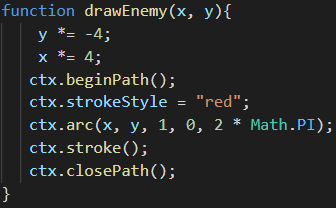 function drawEnemy(x, y){
y *= -4;
x *= 4;
ctx.beginPath();
ctx.strokeStyle = "red";
ctx.arc(x, y, 1, 0, 2 * Math.PI);
ctx.stroke();
ctx.closePath();
}